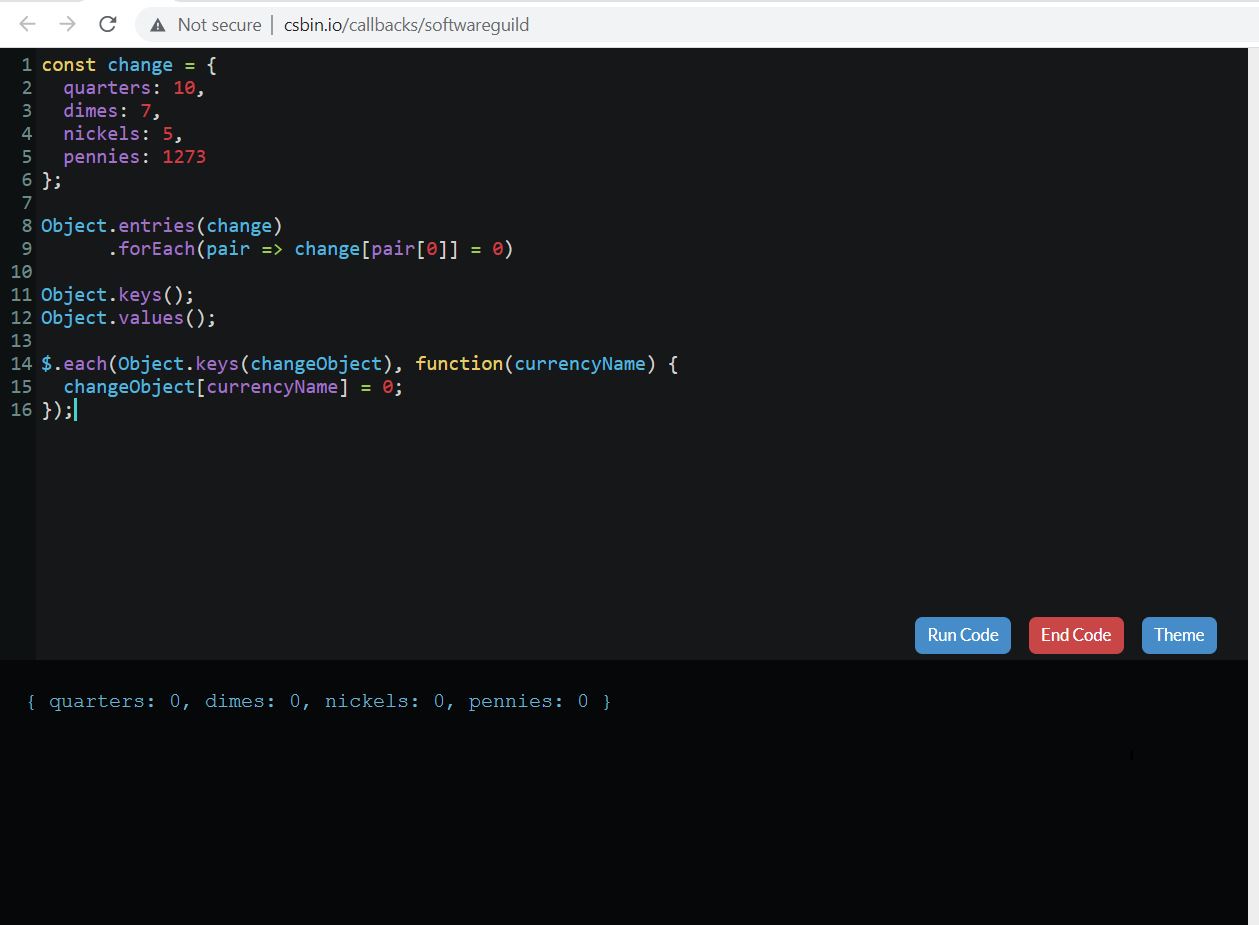 Not secure | csbin.io/callbacks/softwareguild
1 const change = {
2   quarters: 10,
3   dimes: 7,
4   nickels: 5,
5   pennies: 1273
6 };
7
8 Object.entries(change)
9       .forEach(pair => change[pair[0]] = 0)
10
11 Object.keys();
12 Object.values();
13
14 $.each(Object.keys(changeObject), function(currencyName) {
15   changeObject[currencyName] = 0;
16 });
Run Code End Code Theme
{ quarters: 0, dimes: 0, nickels: 0, pennies: 0 }